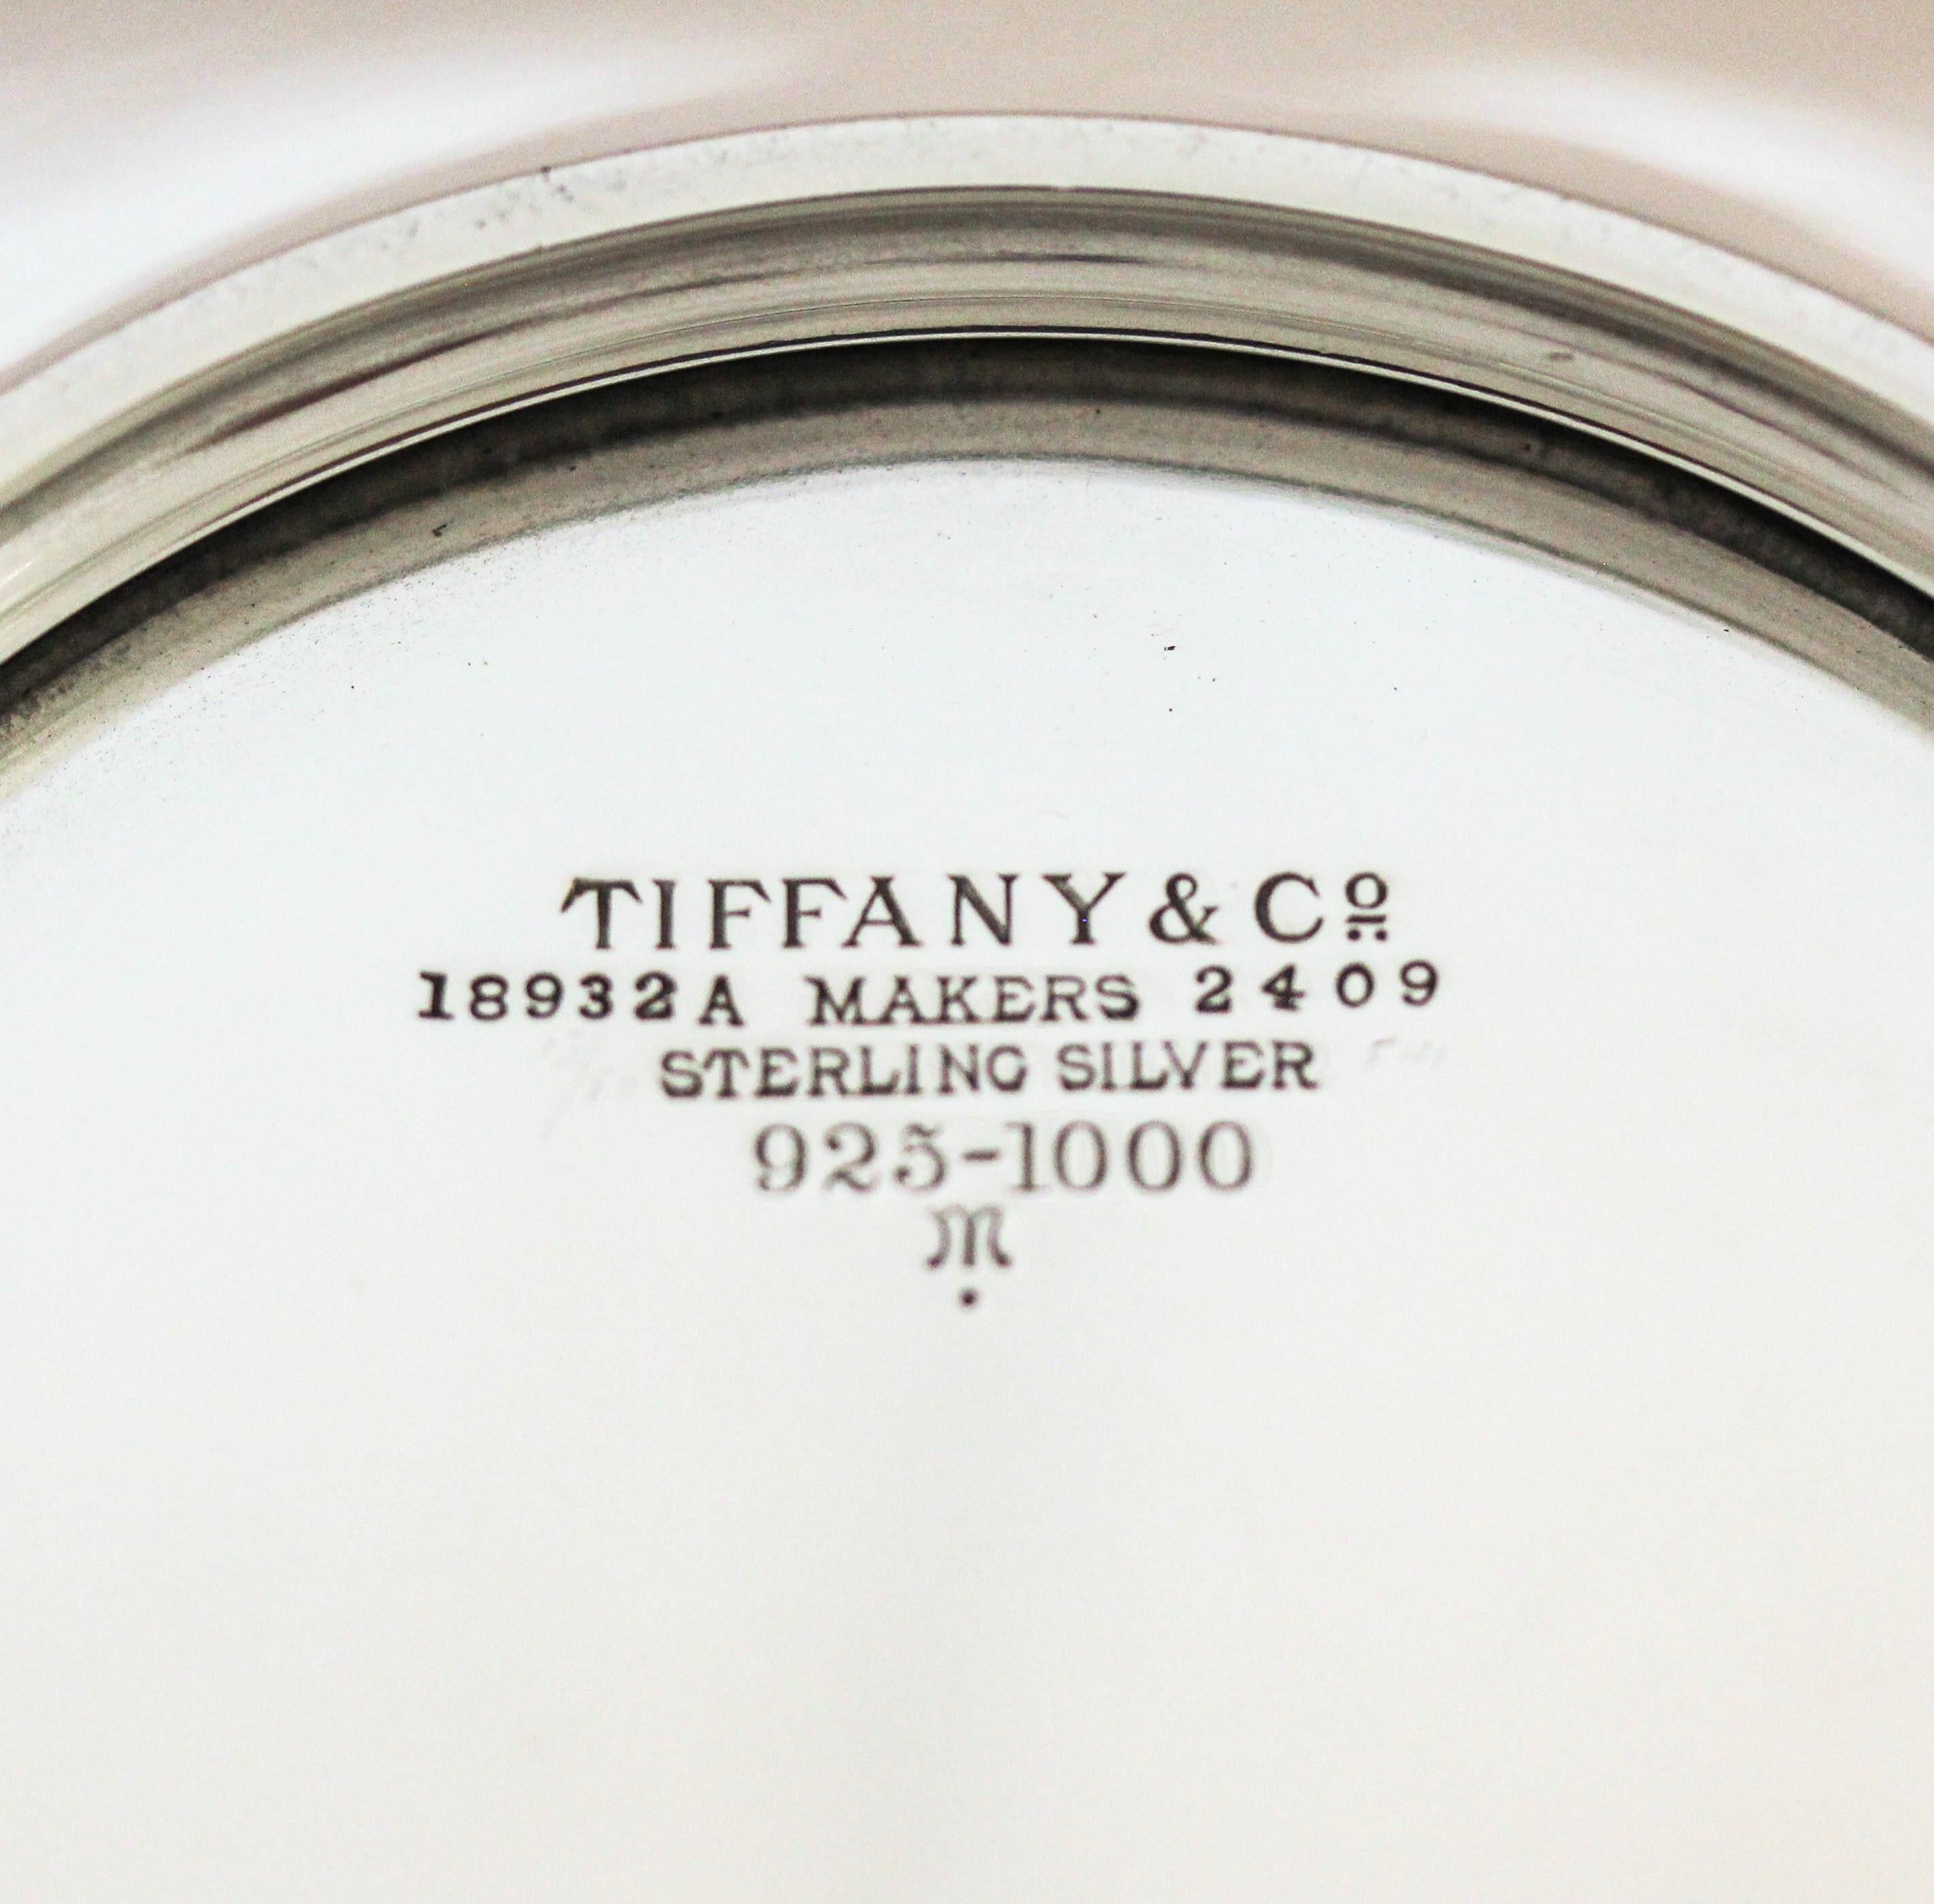 TIFFANY & Cº
18932A MAKERS 2409
STERLING SILVER
925-1000
M